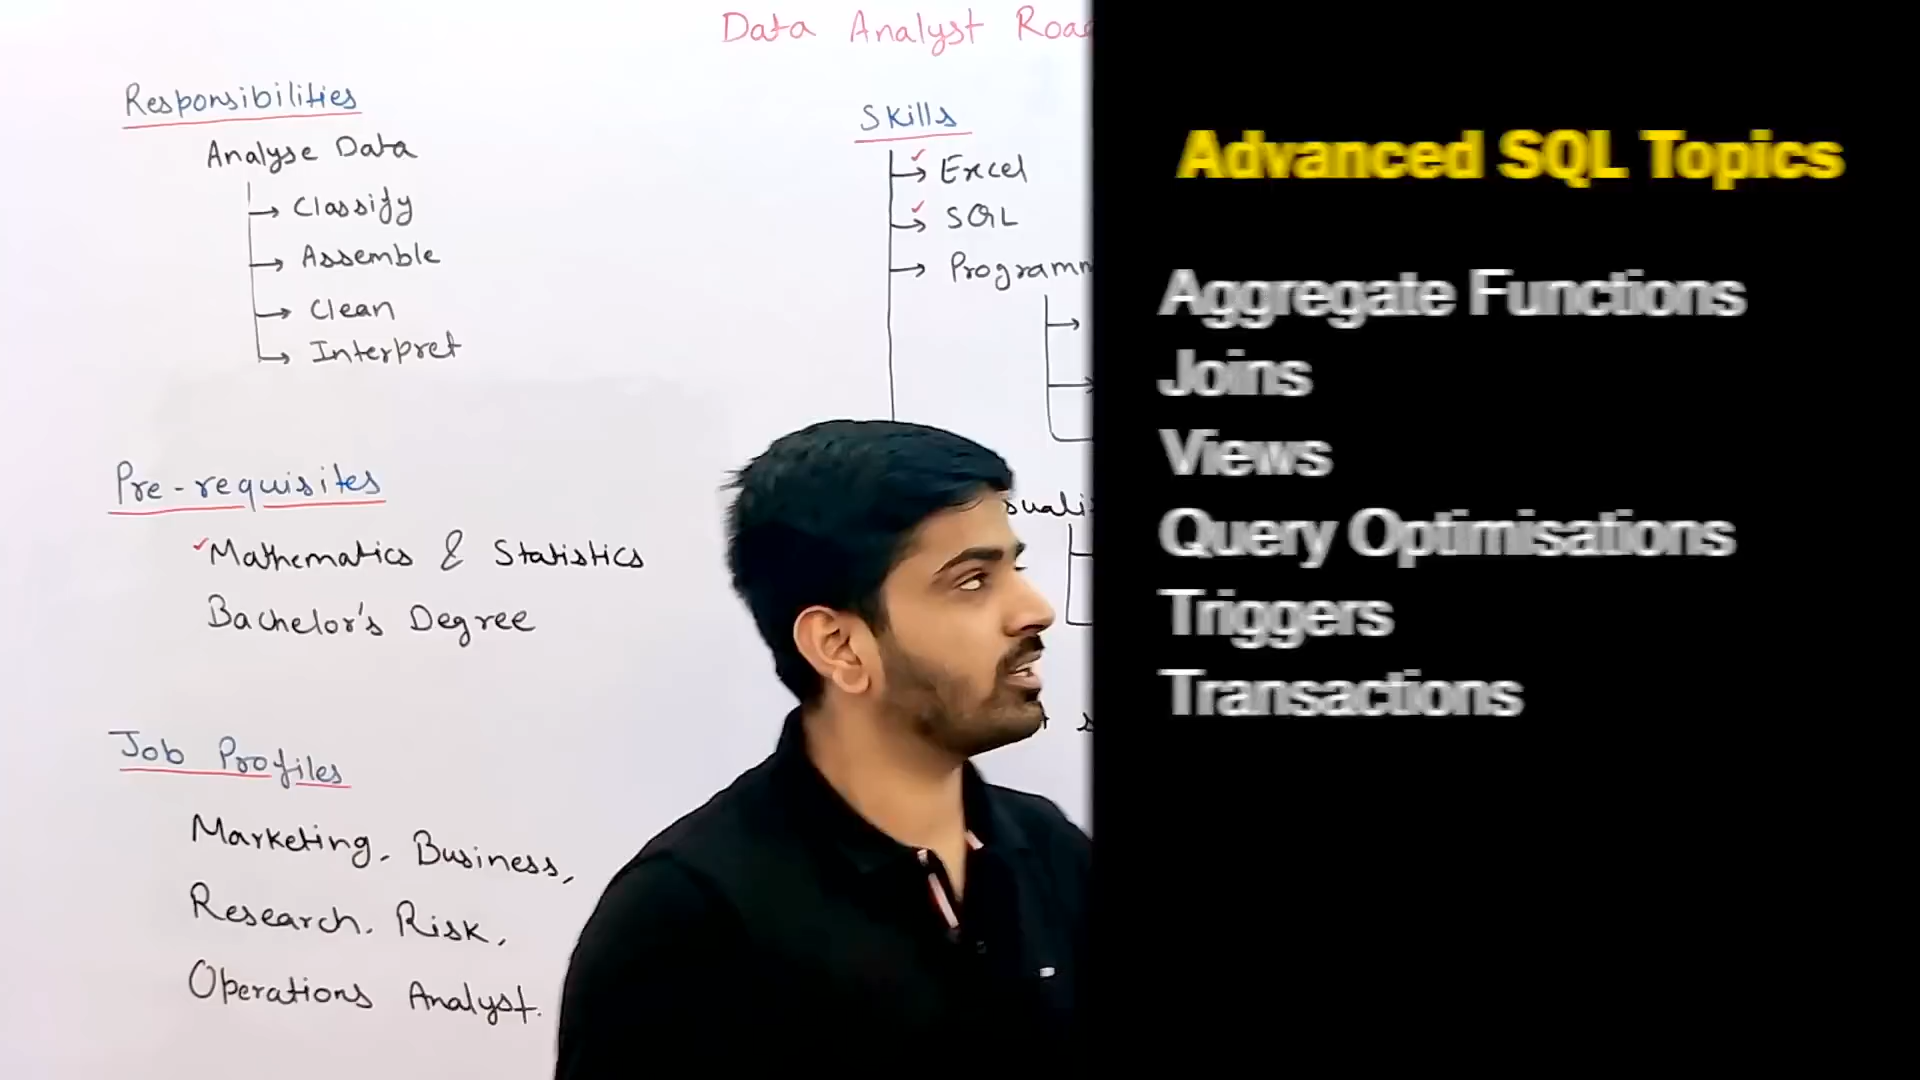 Data Analyst
Responsibilities
Analyse Data
Classify
Assemble
Clean
Interpret
Pre-requisites
Mathematics & Statistics
Bachelor's Degree
Job Profiles
Marketing, Business,
Research, Risk,
Operations Analyst.
Skills
Excel
SQL
Advanced SQL Topics
Aggregate Functions
Joins
Views
Query Optimisations
Triggers
Transactions